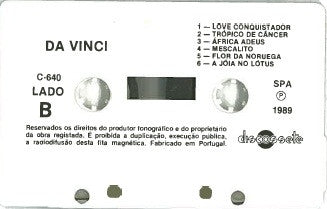 DA VINCI
1 — LOVE CONQUISTADOR
2 — TRÓPICO DE CÂNCER
3 — ÁFRICA ADEUS
4 — MESCALITO
5 — FLOR DA NORUEGA
6 — A JÓIA NO LÓTUS
C-640
LADO
B
SPA
P
1989
Reservados os direitos do produtor fonográfico e do proprietário
da obra registada. É proibida a duplicação, execução pública,
a radiodifusão desta fita magnética. Fabricado em Portugal.
discossete